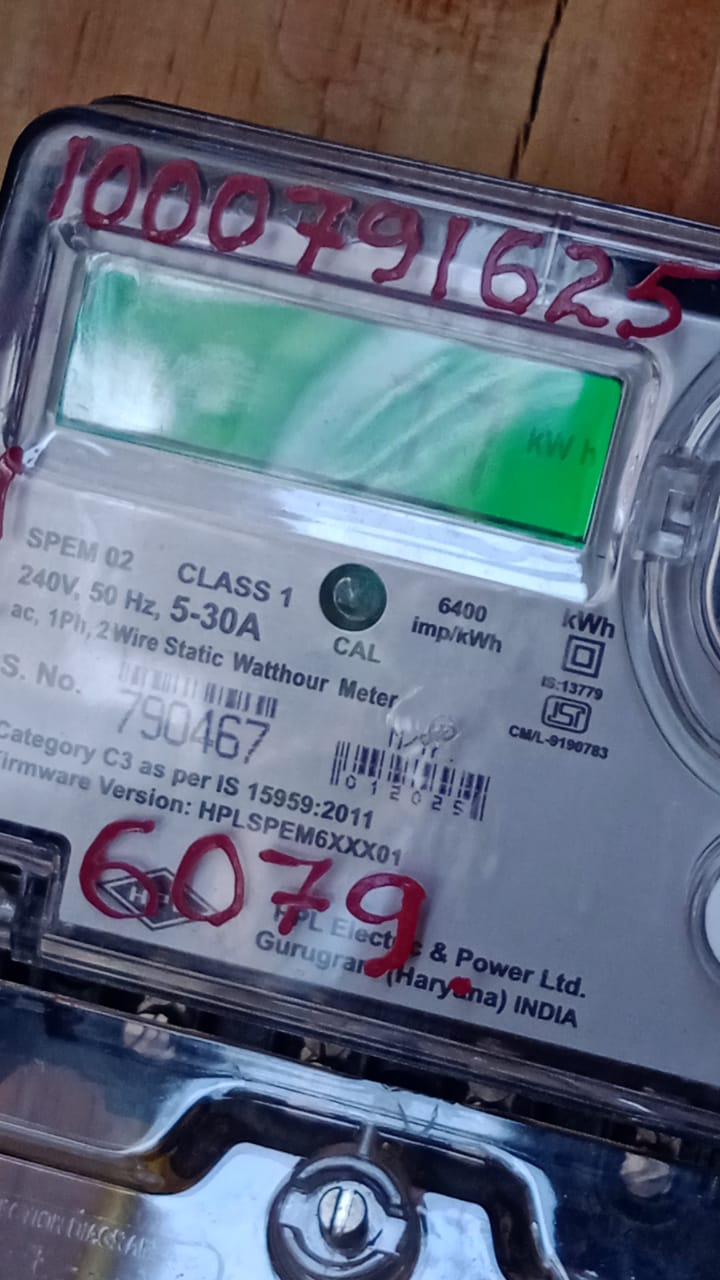 1000791625
kWh
SPEM 02 CLASS 1
240V, 50 Hz, 5-30A
ac, 1Ph, 2 Wire Static Watthour Meter
CAL
6400
imp/kWh
kWh
IS:13779
CM/L-9190783
S. No.
790467
012025
Category C3 as per IS 15959:2011
Firmware Version: HPLSPEM6XXX01
6079
HPL Electric & Power Ltd.
Gurugram (Haryana) INDIA